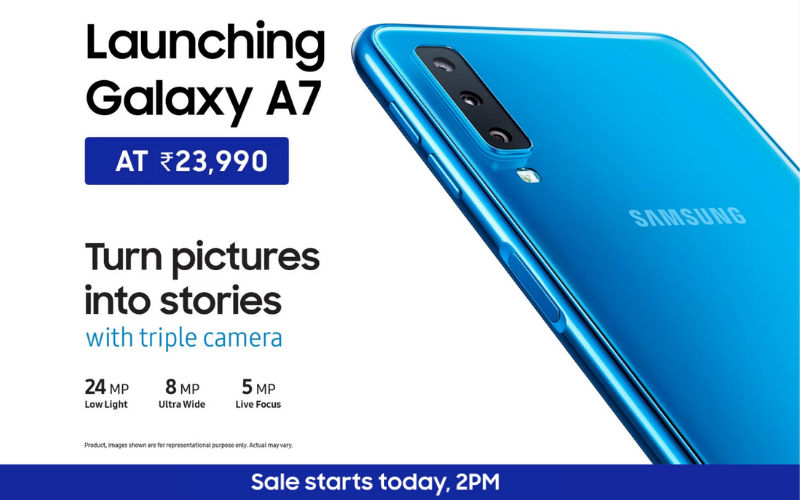 Launching
Galaxy A7
AT ₹23,990
Turn pictures
into stories
with triple camera
24 MP 8 MP 5 MP
Low Light Ultra Wide Live Focus
Product, images shown are for representational purpose only. Actual may vary.
SAMSUNG
Sale starts today, 2PM